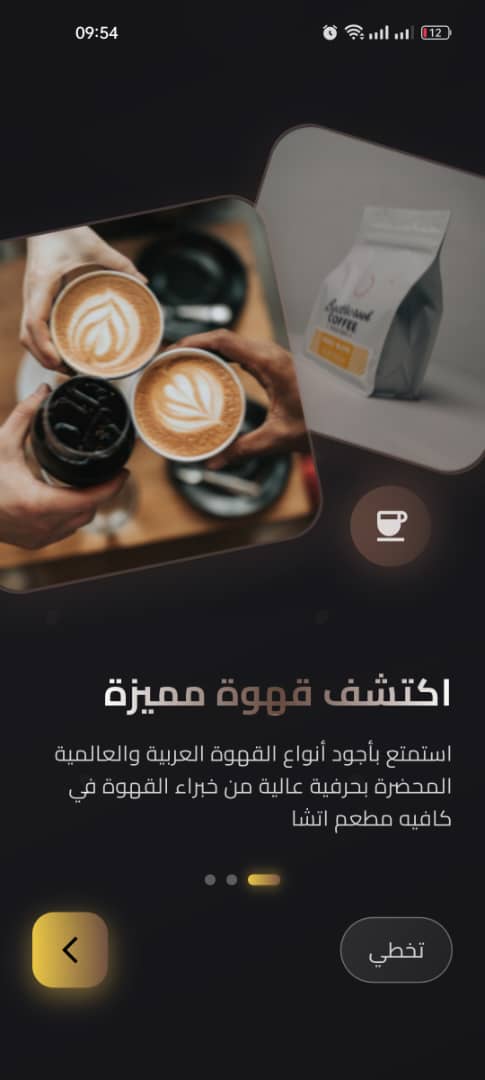 09:54
12
COFFEE
اكتشف قهوة مميزة
استمتع بأجود أنواع القهوة العربية والعالمية
المحضرة بحرفية عالية من خبراء القهوة في
كافيه مطعم اتشا
تخطي